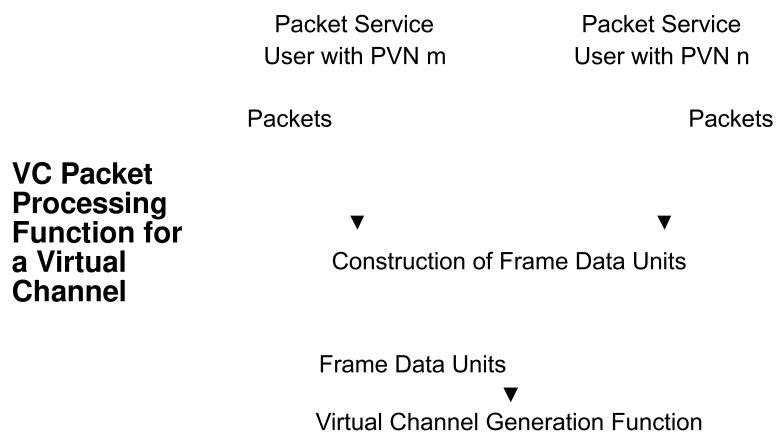 Packet Service
User with PVN m
Packet Service
User with PVN n
Packets
Packets
VC Packet
Processing
Function for
a Virtual
Channel
Construction of Frame Data Units
Frame Data Units
Virtual Channel Generation Function